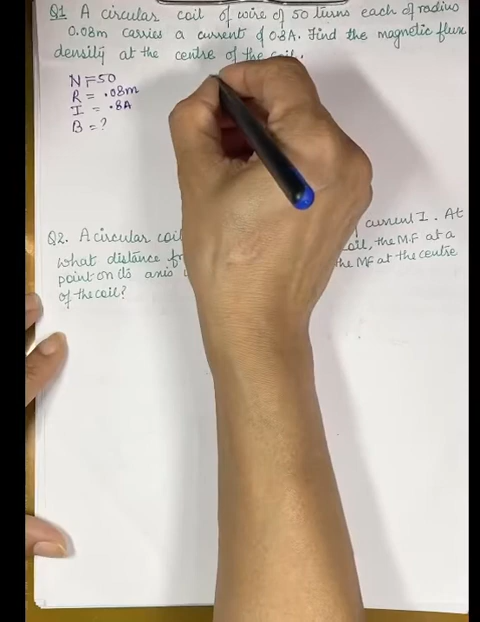 Q1 A circular coil of wire of 50 turns each of radius
0.08m carries a current of 0.8A. Find the magnetic flux
density at the centre of the coil.
N = 50
R = .08m
I = .8A
B = ?
Q2. A circular coil current I. At
what distance coil, the M.F at a
point on its axis the MF at the centre
of the coil?